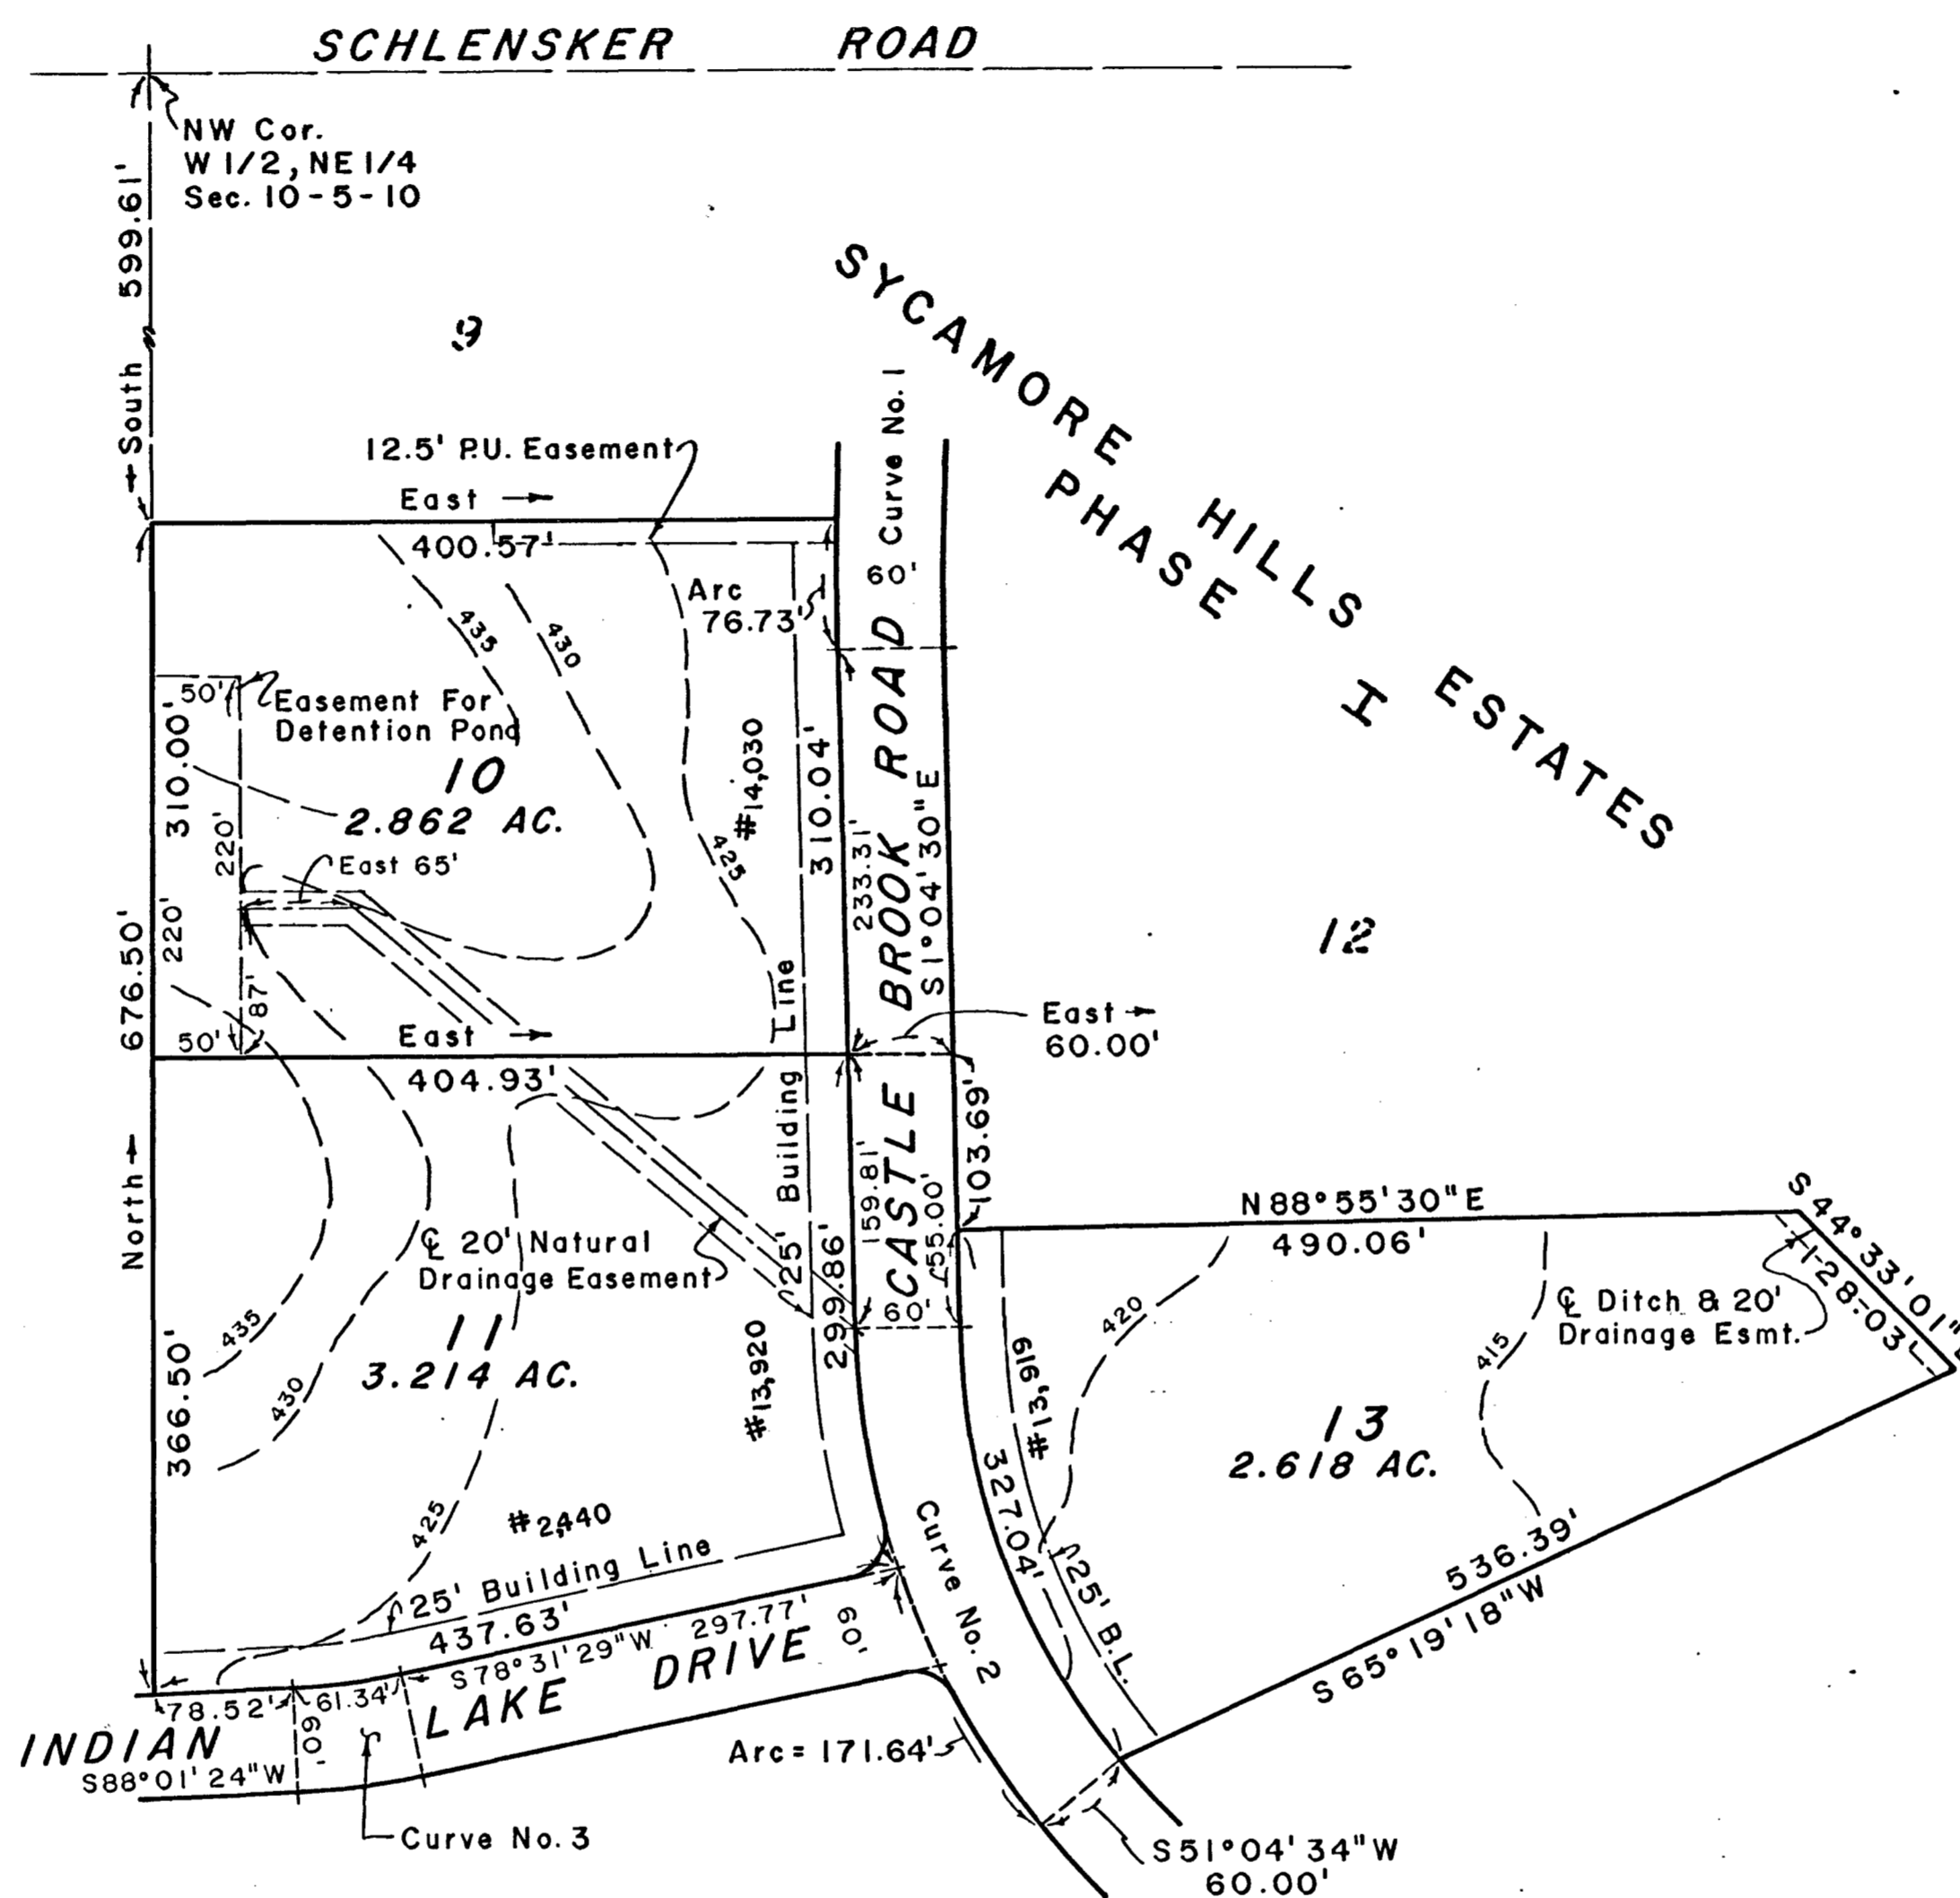 SCHLENSKER ROAD
NW Cor.
W 1/2, NE 1/4
Sec. 10-5-10
599.61'
South
9
SYCAMORE HILLS ESTATES
PHASE I
12.5' P.U. Easement
East
400.57'
Arc
76.73'
60'
Curve No. 1
435
430
425
50'
Easement For
Detention Pond
10
2.862 AC.
#14,030
310.00'
310.04'
220'
East 65'
220'
676.50'
87'
50'
East
404.93'
233.31'
S 1° 04' 30" E
CASTLE BROOK ROAD
12
East
60.00'
103.69'
25' Building Line
159.81'
55.00'
60'
299.86'
North
℄ 20' Natural
Drainage Easement
11
3.214 AC.
#13,920
366.50'
435
430
425
#2,440
25' Building Line
437.63'
297.77'
S 78° 31' 29" W
60'
78.52'
61.34'
60'
INDIAN LAKE DRIVE
S 88° 01' 24" W
Curve No. 3
Curve No. 2
Arc = 171.64'
N 88° 55' 30" E
490.06'
S 44° 33' 01"
128.03'
℄ Ditch & 20'
Drainage Esmt.
420
415
#13,919
327.04'
13
2.618 AC.
25' B.L.
536.39'
S 65° 19' 18" W
S 51° 04' 34" W
60.00'